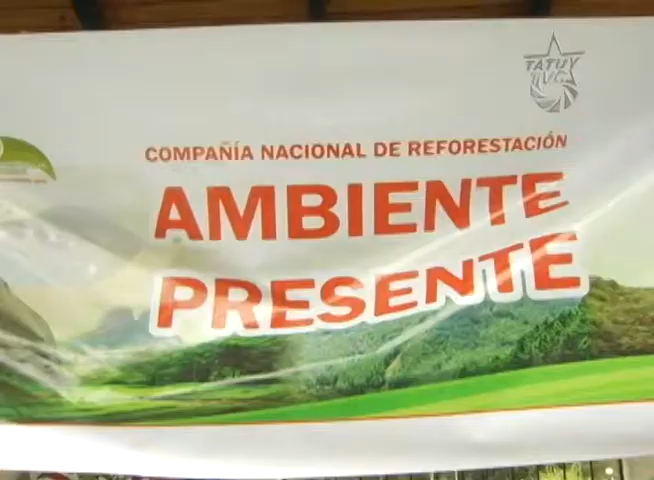 TATUY
TVC
COMPAÑÍA NACIONAL DE REFORESTACIÓN
AMBIENTE
PRESENTE